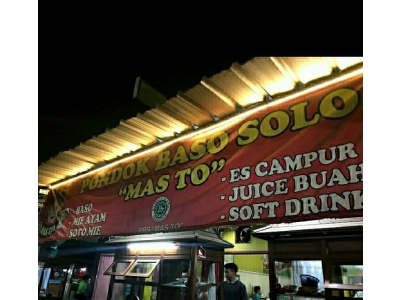 PONDOK BASO SOLO
"MAS TO"
- BASO
- MIE AYAM
SOTO.MIE
- ES CAMPUR
- JUICE BUAH
- SOFT DRINK